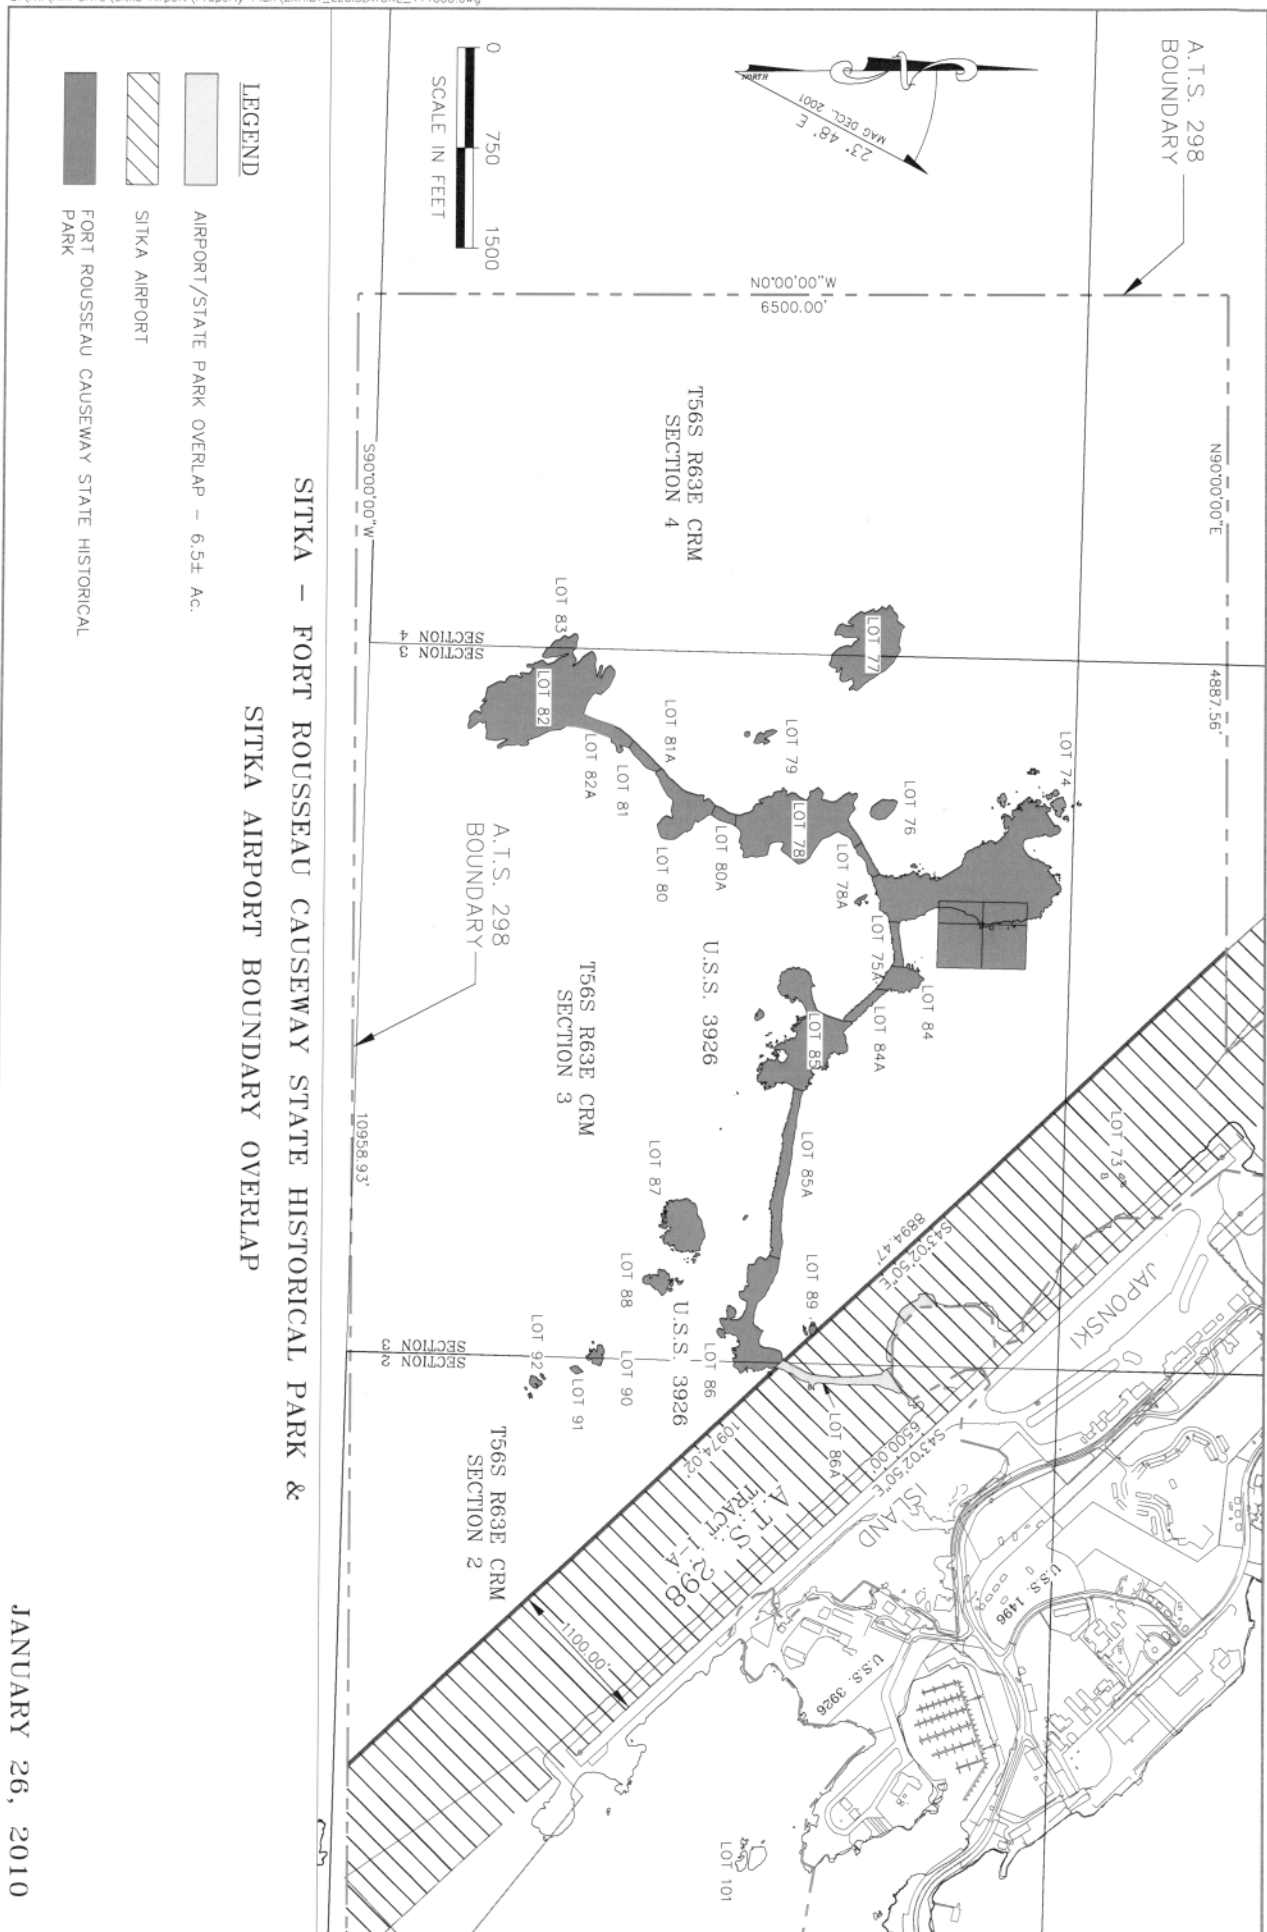 A.T.S. 298
BOUNDARY
NORTH
MAG DECL. 2001
23° 48' E
0 750 1500
SCALE IN FEET
LEGEND
AIRPORT/STATE PARK OVERLAP - 6.5± Ac.
SITKA AIRPORT
FORT ROUSSEAU CAUSEWAY STATE HISTORICAL
PARK
N0°00'00"W
6500.00'
N90°00'00"E
4887.56'
S90°00'00"W
10958.93'
T56S R63E CRM
SECTION 4
SECTION 4
SECTION 3
LOT 74
LOT 77
LOT 76
LOT 79
LOT 78
LOT 78A
LOT 75A
LOT 83
LOT 82
LOT 82A
LOT 81
LOT 81A
LOT 80
LOT 80A
LOT 84
LOT 84A
LOT 85
LOT 85A
U.S.S. 3926
A.T.S. 298
BOUNDARY
T56S R63E CRM
SECTION 3
LOT 73
LOT 87
LOT 88
LOT 89
U.S.S. 3926
LOT 86
LOT 86A
LOT 90
LOT 91
LOT 92
SECTION 3
SECTION 2
T56S R63E CRM
SECTION 2
S43°02'50"E
8894.47'
10974.02'
S43°02'50"E
6500.00'
A.T.S. 298
TRACT 1-A
1100.00'
JAPONSKI
ISLAND
U.S.S. 1496
U.S.S. 3926
LOT 101
SITKA - FORT ROUSSEAU CAUSEWAY STATE HISTORICAL PARK &
SITKA AIRPORT BOUNDARY OVERLAP
JANUARY 26, 2010